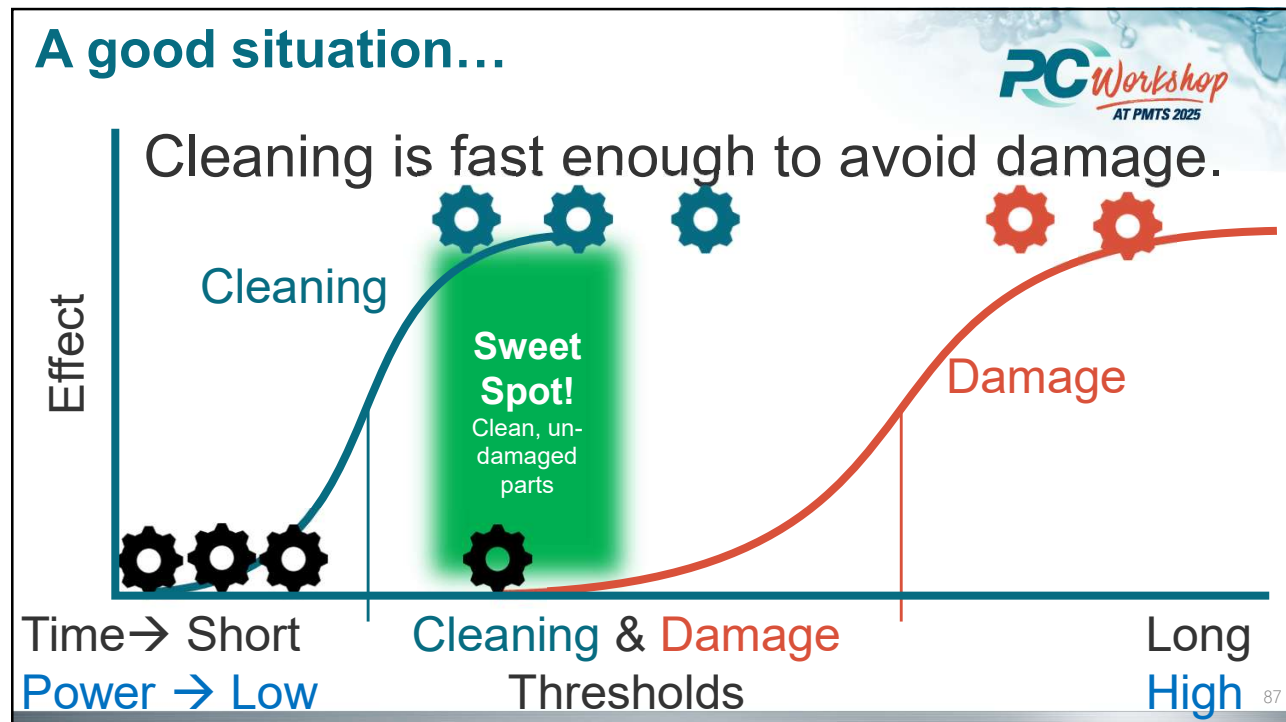 A good situation…
PC Workshop
AT PMTS 2025
Cleaning is fast enough to avoid damage.
Cleaning
Effect
Sweet
Spot!
Clean, un-
damaged
parts
Damage
Time→ Short
Cleaning & Damage
Long
Power → Low
Thresholds
High
87